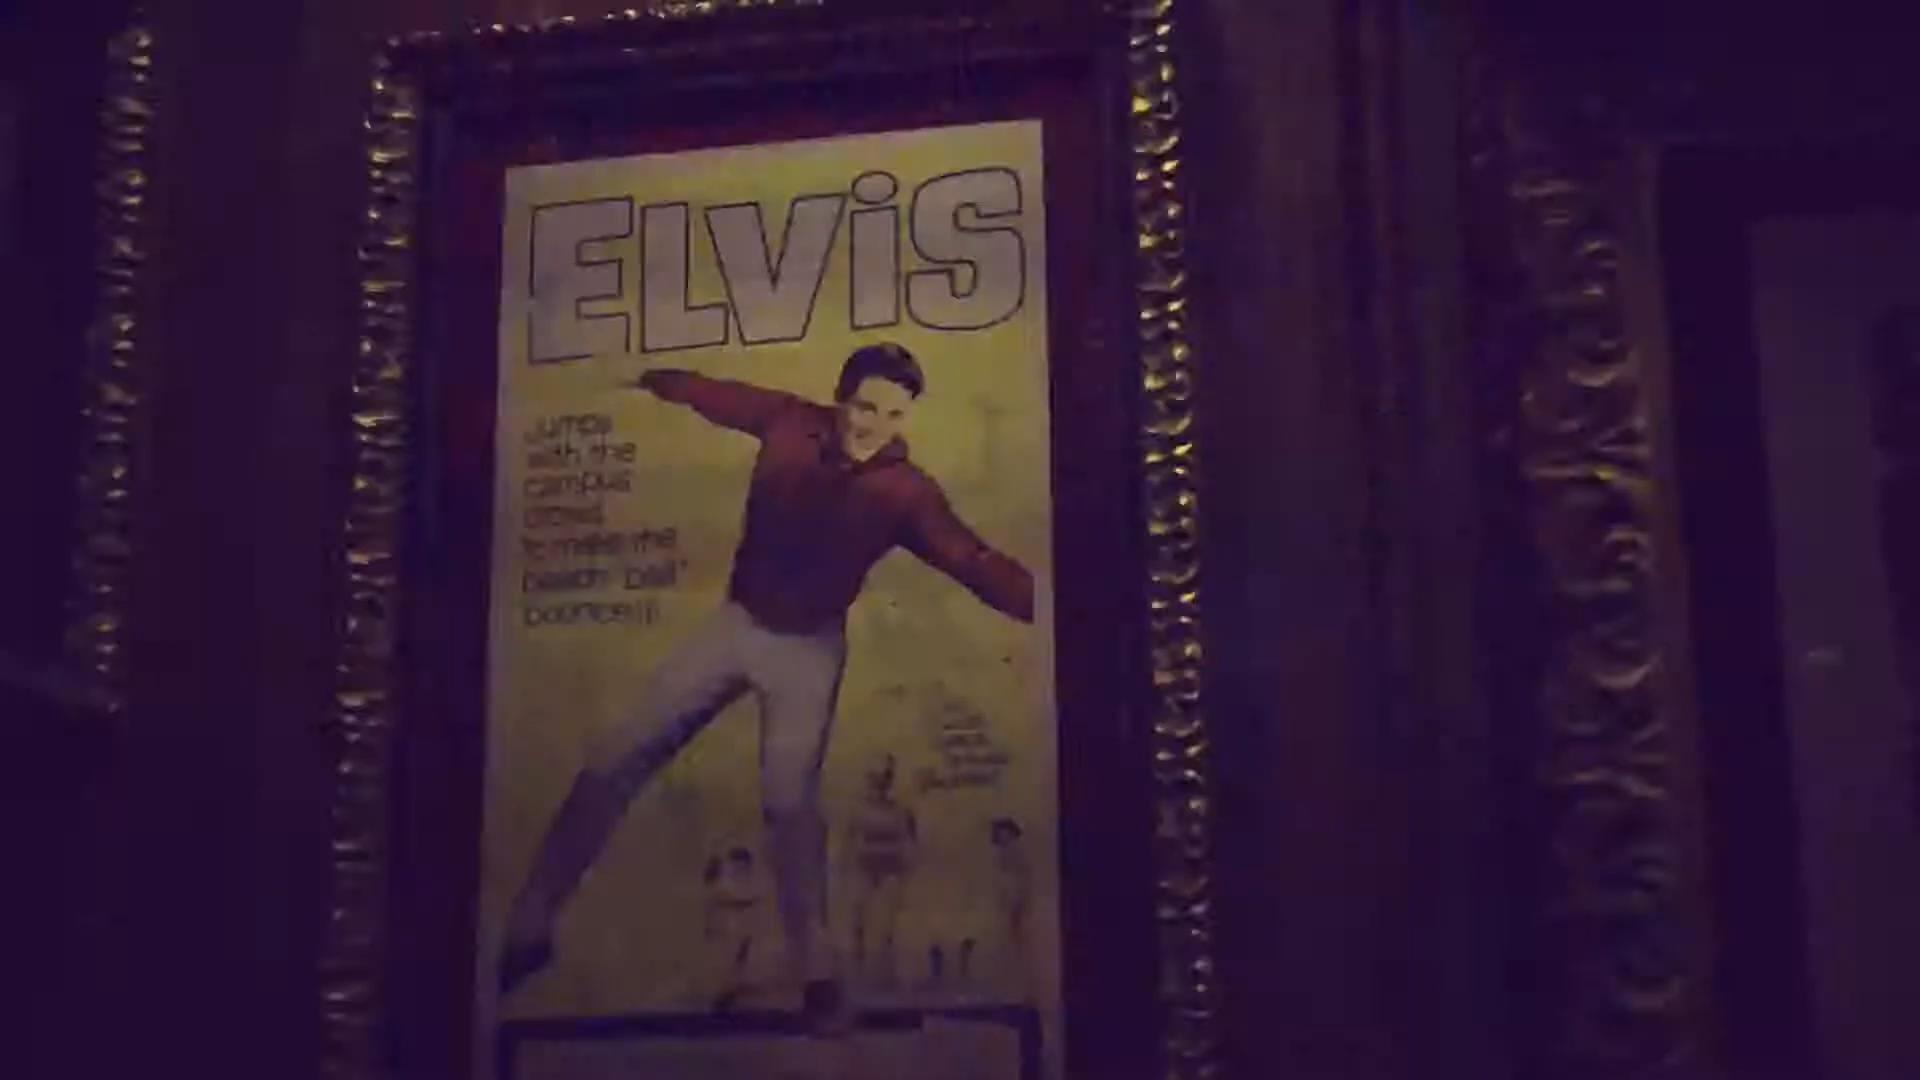 ELViS
Jumps
with the
campus
crowd
to make the
beach ball'
bounce!!!